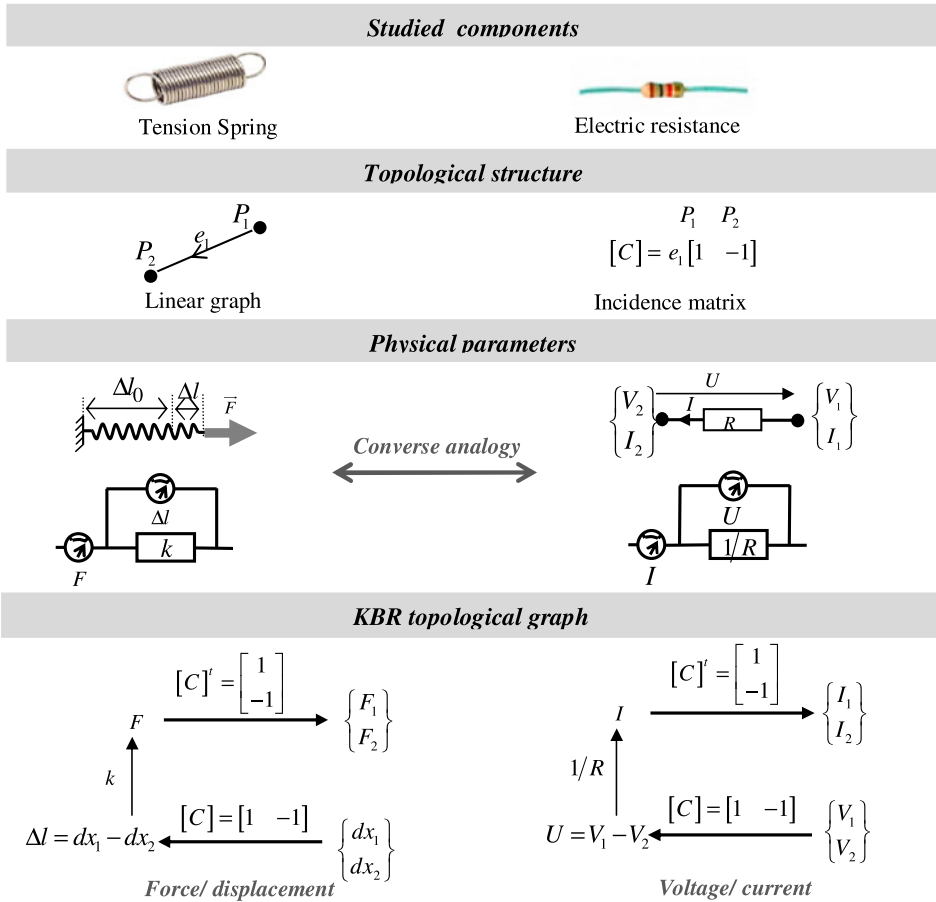 Studied components
Tension Spring
Electric resistance
Topological structure
P₁
e₁
P₂
Linear graph
P₁ P₂
[C] = e₁[1 −1]
Incidence matrix
Physical parameters
Δl₀ Δl
F⃗
Δl
k
F
Converse analogy
U
{V₂ I₂}
I
R
{V₁ I₁}
U
1/R
I
KBR topological graph
[C]ᵗ = [1 −1]
F
{F₁ F₂}
k
[C] = [1 −1]
Δl = dx₁ − dx₂
{dx₁ dx₂}
Force/ displacement
[C]ᵗ = [1 −1]
I
{I₁ I₂}
1/R
[C] = [1 −1]
U = V₁ − V₂
{V₁ V₂}
Voltage/ current